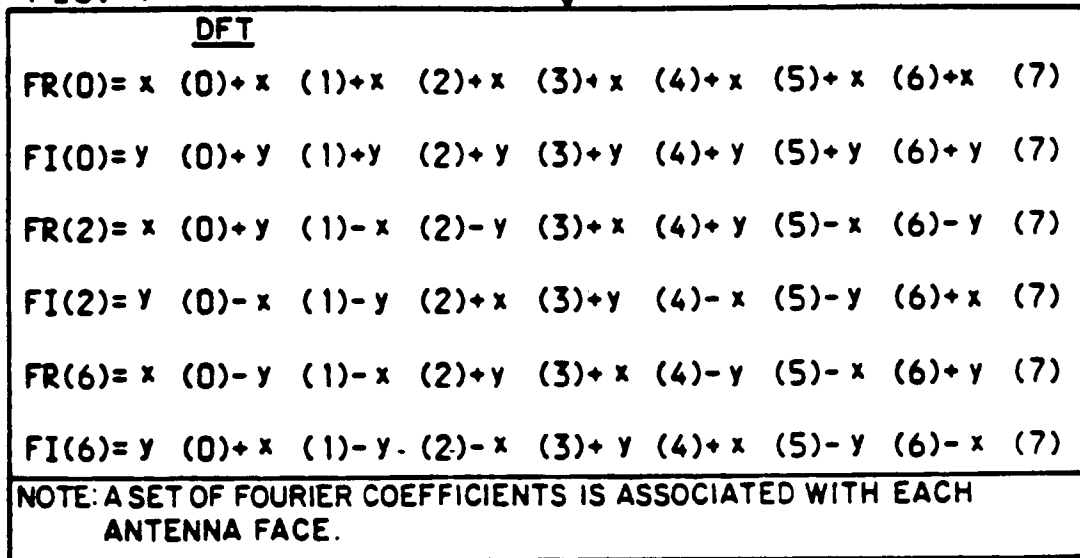 DFT
FR(0)= x (0)+ x (1)+x (2)+ x (3)+ x (4)+ x (5)+ x (6)+x (7)
FI(0)= y (0)+ y (1)+y (2)+ y (3)+y (4)+ y (5)+y (6)+ y (7)
FR(2)= x (0)+ y (1)- x (2)- y (3)+ x (4)+ y (5)- x (6)- y (7)
FI(2)= y (0)- x (1)- y (2)+ x (3)+y (4)- x (5)- y (6)+ x (7)
FR(6)= x (0)- y (1)- x (2)+y (3)+ x (4)- y (5)- x (6)+ y (7)
FI(6)= y (0)+ x (1)- y (2)- x (3)+ y (4)+ x (5)- y (6)- x (7)
NOTE: A SET OF FOURIER COEFFICIENTS IS ASSOCIATED WITH EACH
ANTENNA FACE.